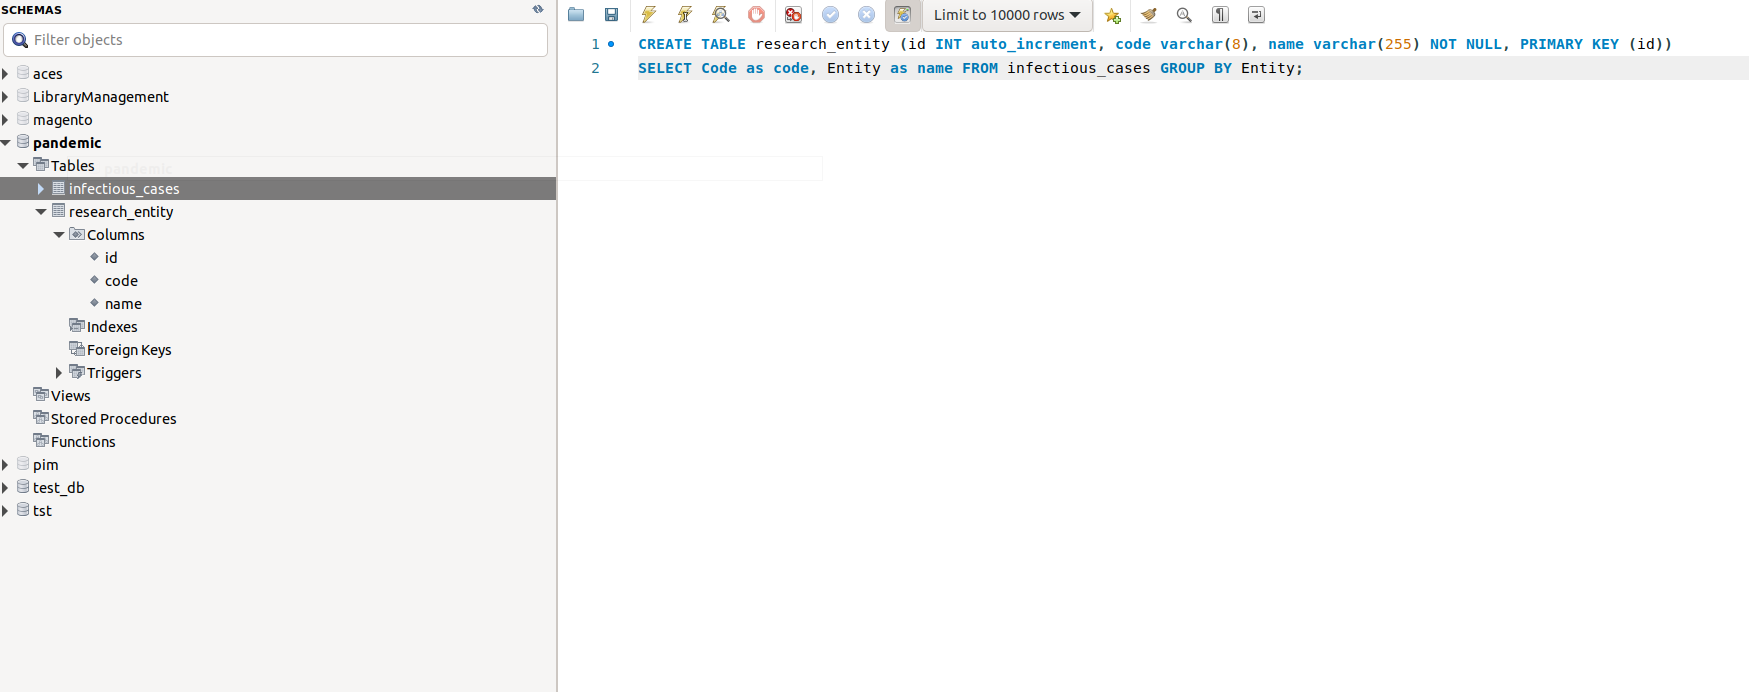 SCHEMAS
Filter objects
aces
LibraryManagement
magento
pandemic
Tables
pandemic
infectious_cases
research_entity
Columns
id
code
name
Indexes
Foreign Keys
Triggers
Views
Stored Procedures
Functions
pim
test_db
tst
Limit to 10000 rows
1 CREATE TABLE research_entity (id INT auto_increment, code varchar(8), name varchar(255) NOT NULL, PRIMARY KEY (id))
2 SELECT Code as code, Entity as name FROM infectious_cases GROUP BY Entity;